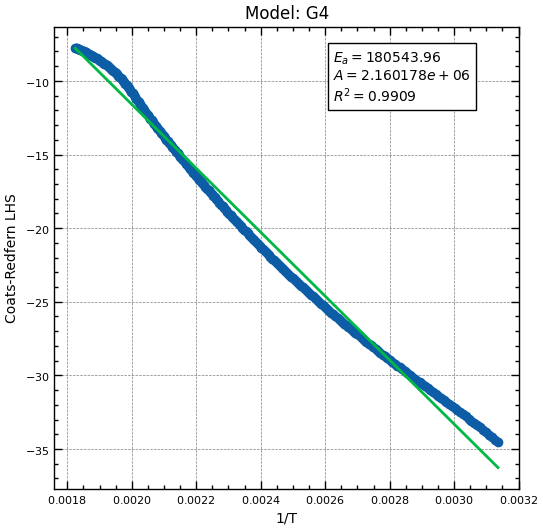 Model: G4
E_a = 180543.96
A = 2.160178e + 06
R² = 0.9909
Coats-Redfern LHS
−10
−15
−20
−25
−30
−35
0.0018 0.0020 0.0022 0.0024 0.0026 0.0028 0.0030 0.0032
1/T